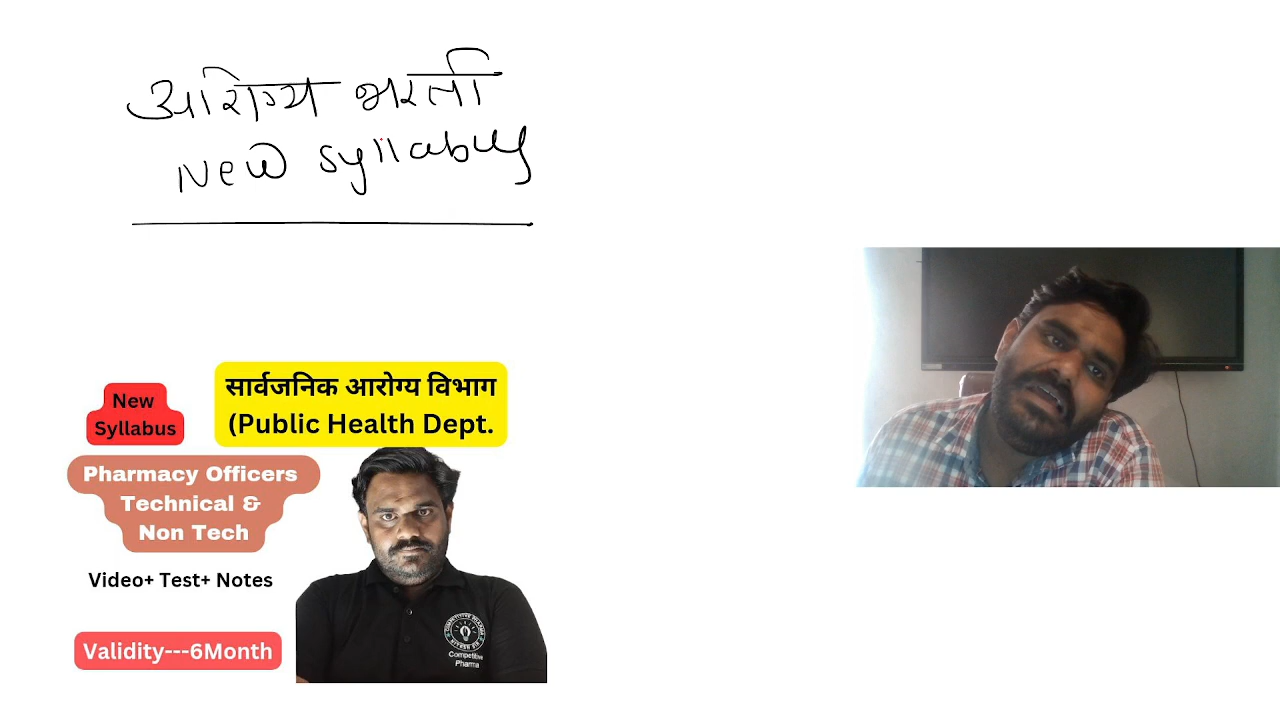 आरोग्य भरती
New Syllabus
New
Syllabus
सार्वजनिक आरोग्य विभाग
(Public Health Dept.
Pharmacy Officers
Technical &
Non Tech
Video+ Test+ Notes
Validity---6Month
Competitive
Pharma